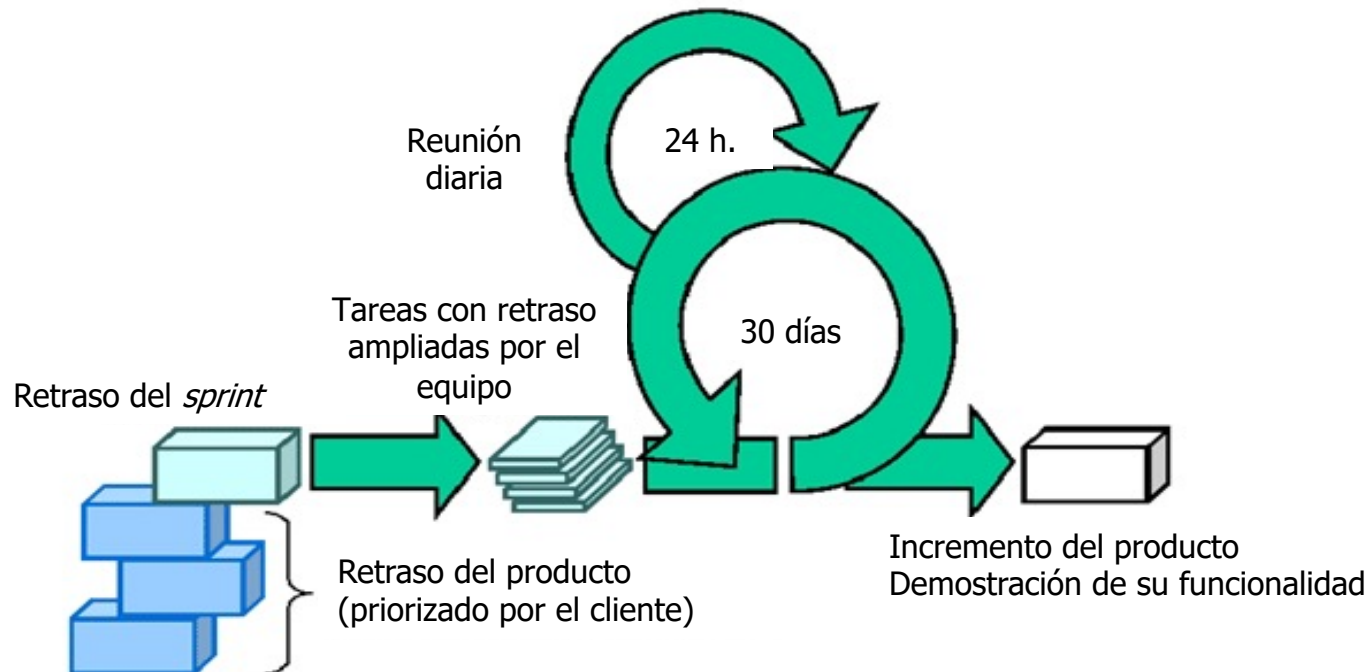 Reunión
diaria
24 h.
Tareas con retraso
ampliadas por el
equipo
30 días
Retraso del sprint
Retraso del producto
(priorizado por el cliente)
Incremento del producto
Demostración de su funcionalidad